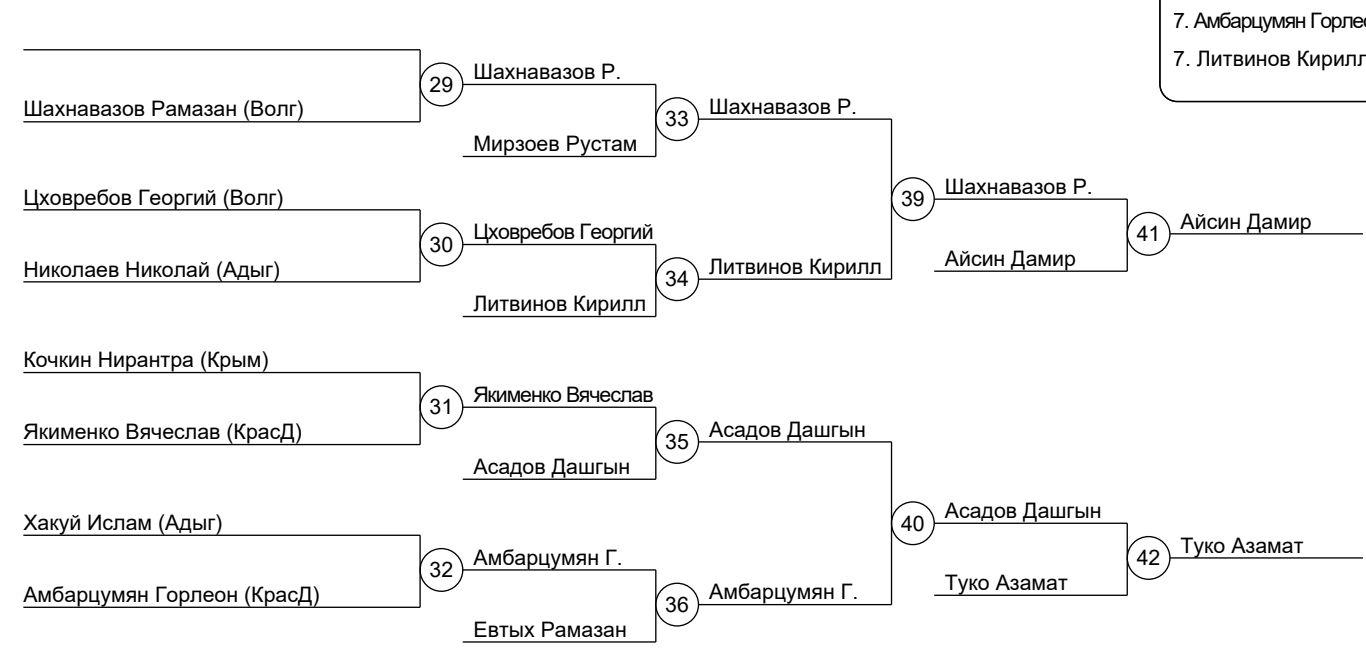 7. Амбарцумян Горлео
7. Литвинов Кирилл
29
Шахнавазов Р.
Шахнавазов Рамазан (Волг)
33
Шахнавазов Р.
Мирзоев Рустам
Цховребов Георгий (Волг)
39
Шахнавазов Р.
30
Цховребов Георгий
41
Айсин Дамир
Николаев Николай (Адыг)
34
Литвинов Кирилл
Айсин Дамир
Литвинов Кирилл
Кочкин Нирантра (Крым)
31
Якименко Вячеслав
Якименко Вячеслав (КрасД)
35
Асадов Дашгын
Асадов Дашгын
Хакуй Ислам (Адыг)
40
Асадов Дашгын
32
Амбарцумян Г.
42
Туко Азамат
Амбарцумян Горлеон (КрасД)
36
Амбарцумян Г.
Туко Азамат
Евтых Рамазан